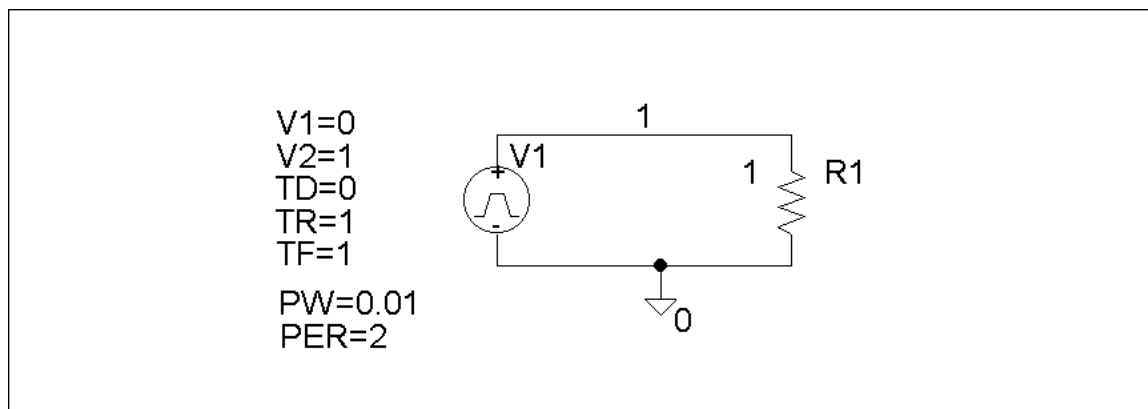 V1=0
V2=1
TD=0
TR=1
TF=1
PW=0.01
PER=2
1
V1
+
-
1
R1
0